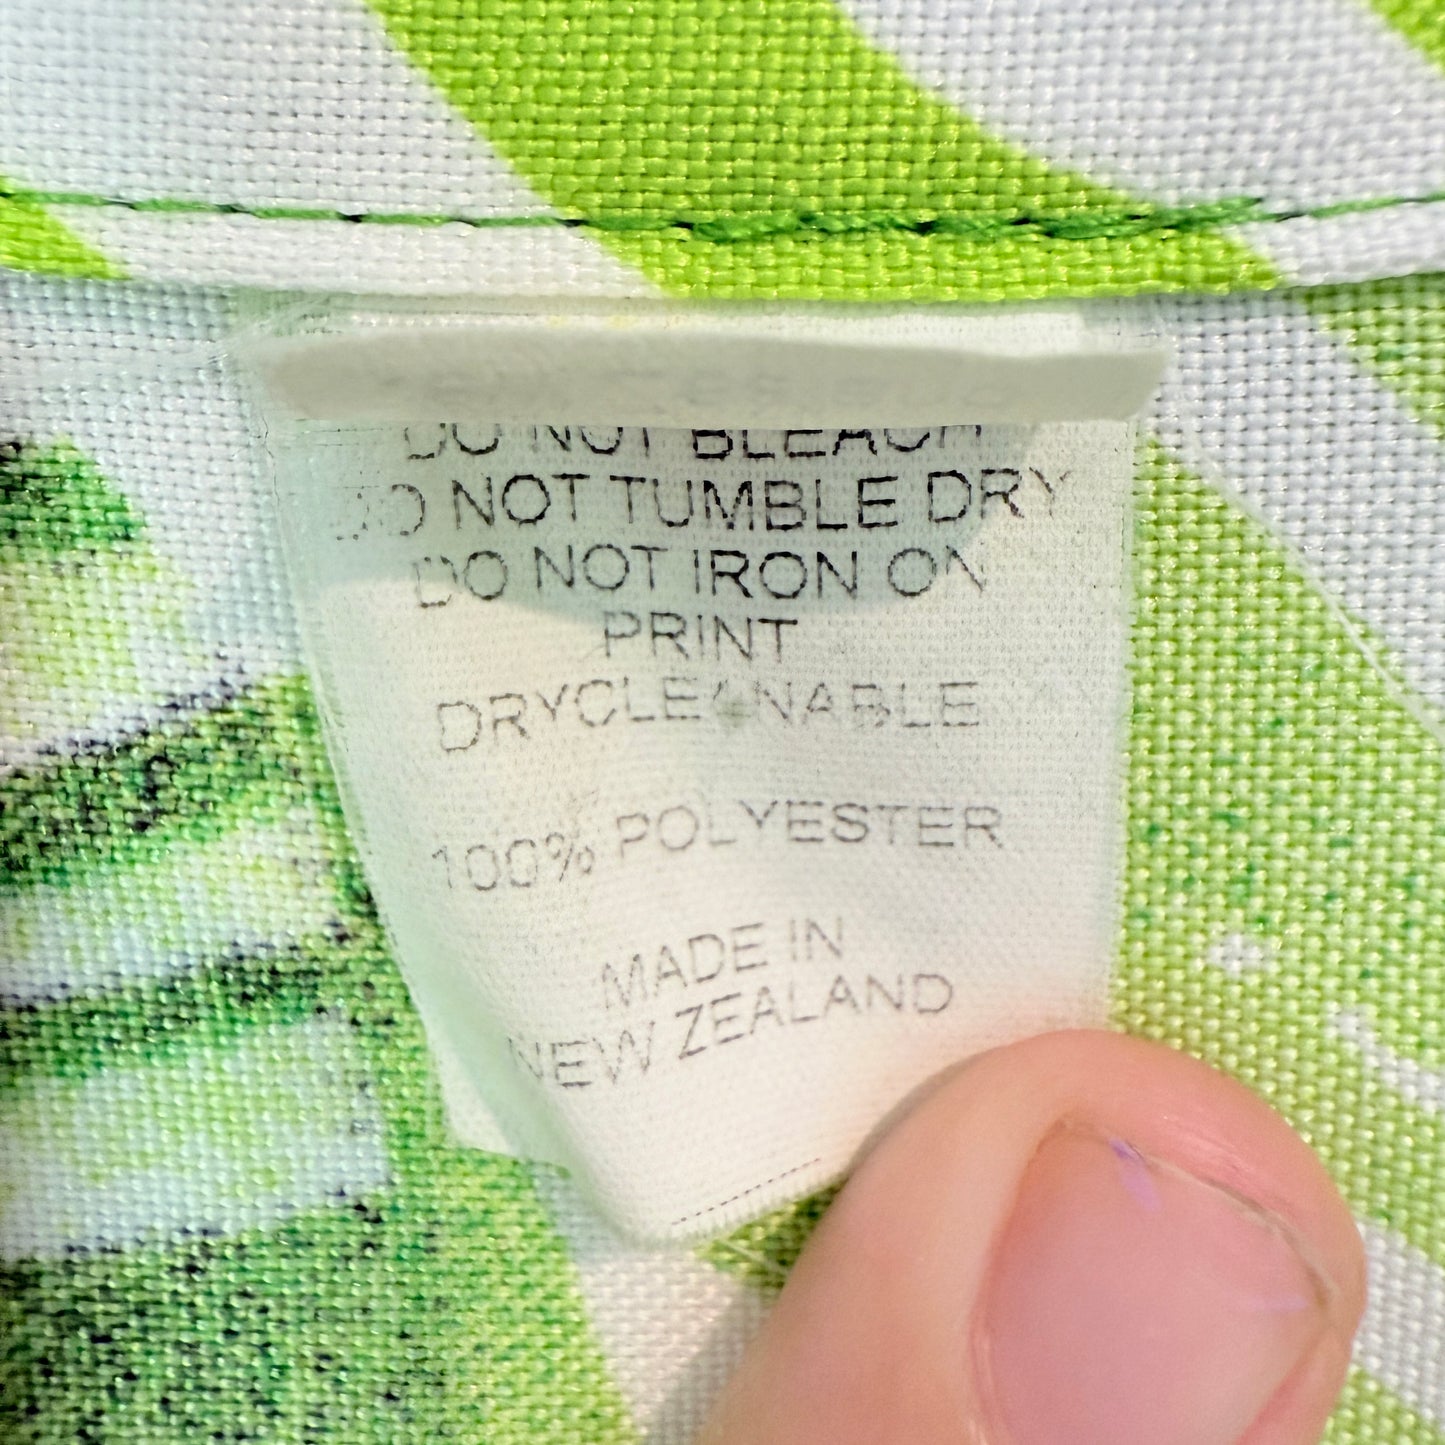 DO NOT BLEACH
DO NOT TUMBLE DRY
DO NOT IRON ON
PRINT
DRYCLEANABLE
100% POLYESTER
MADE IN
NEW ZEALAND